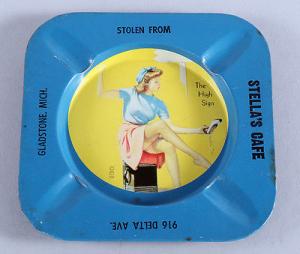 STOLEN FROM
STELLA'S CAFE
916 DELTA AVE.
GLADSTONE, MICH.
The
High
Sign